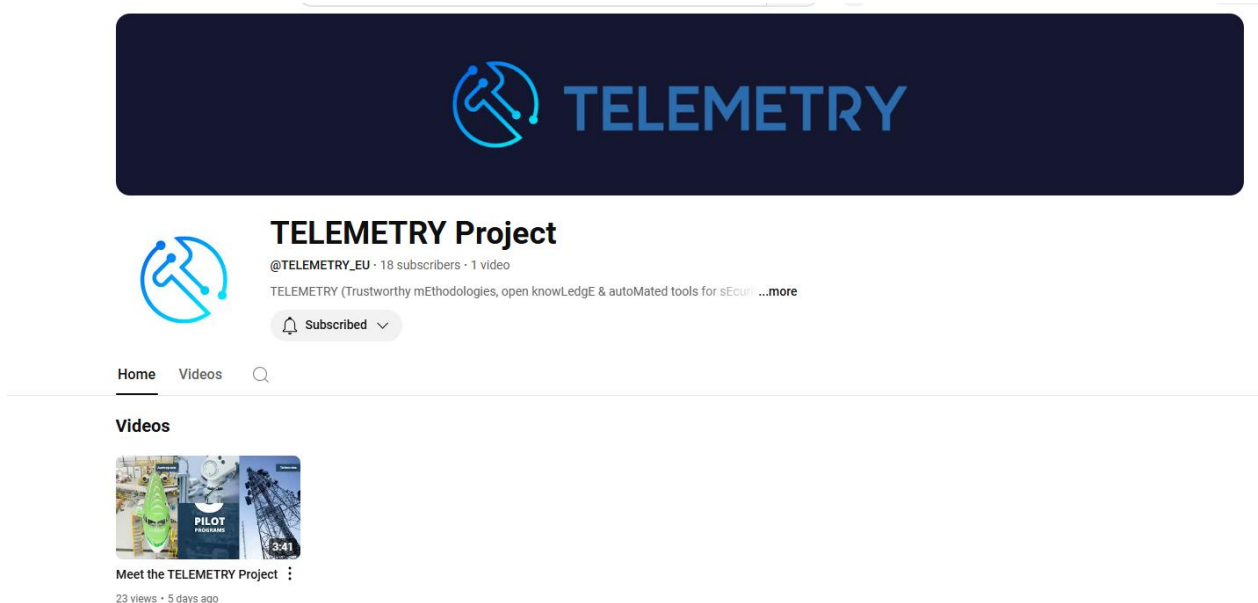 TELEMETRY
TELEMETRY Project
@TELEMETRY_EU · 18 subscribers · 1 video
TELEMETRY (Trustworthy mEthodologies, open knowLedgE & autoMated tools for sEcuri ...more
Subscribed
Home Videos
Videos
PILOT
PROGRAMS
3:41
Meet the TELEMETRY Project
23 views · 5 days ago